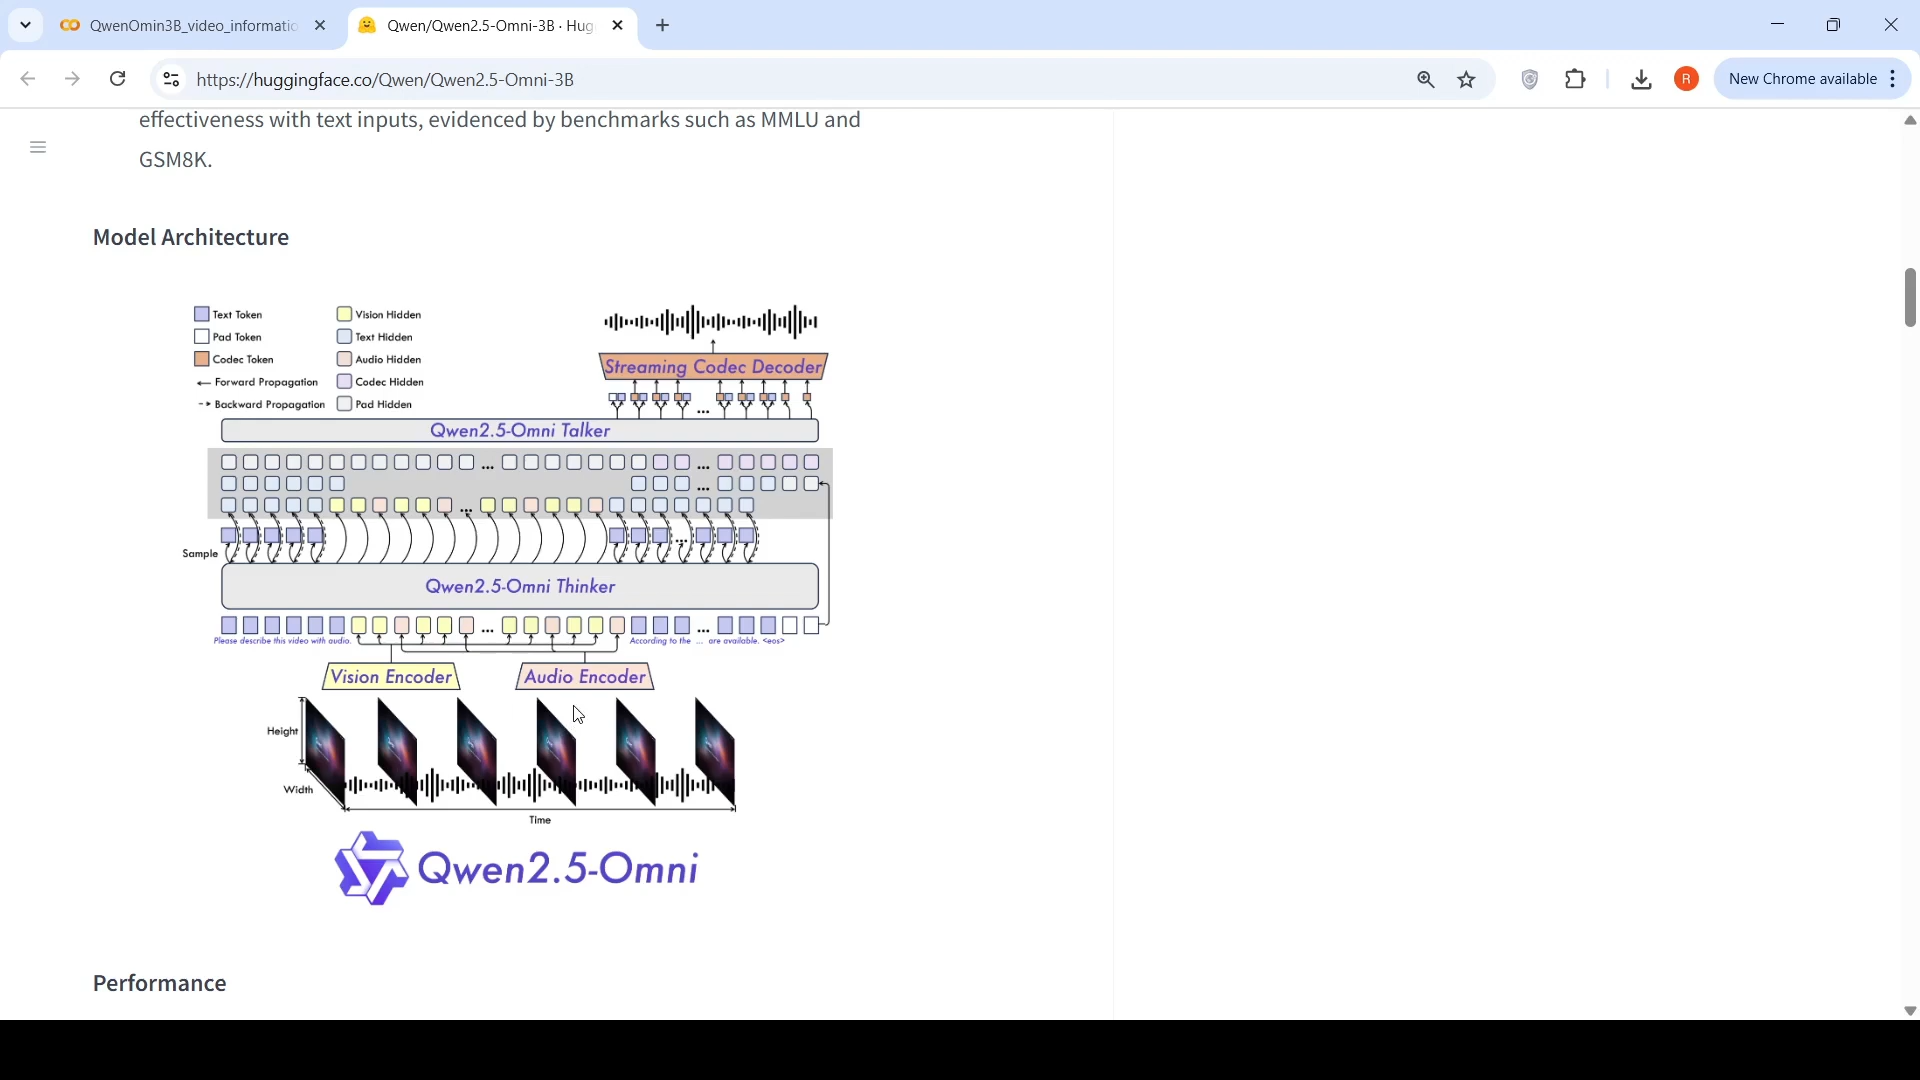 QwenOmin3B_video_informatio
Qwen/Qwen2.5-Omni-3B · Hug
https://huggingface.co/Qwen/Qwen2.5-Omni-3B
R
New Chrome available
effectiveness with text inputs, evidenced by benchmarks such as MMLU and
GSM8K.
Model Architecture
Text Token
Vision Hidden
Pad Token
Text Hidden
Codec Token
Audio Hidden
Forward Propagation
Codec Hidden
Backward Propagation
Pad Hidden
Streaming Codec Decoder
...
Qwen2.5-Omni Talker
... ...
...
...
...
Sample
Qwen2.5-Omni Thinker
... ...
Please describe this video with audio.
According to the ... are available. <eos>
Vision Encoder
Audio Encoder
Height
Width
Time
Qwen2.5-Omni
Performance